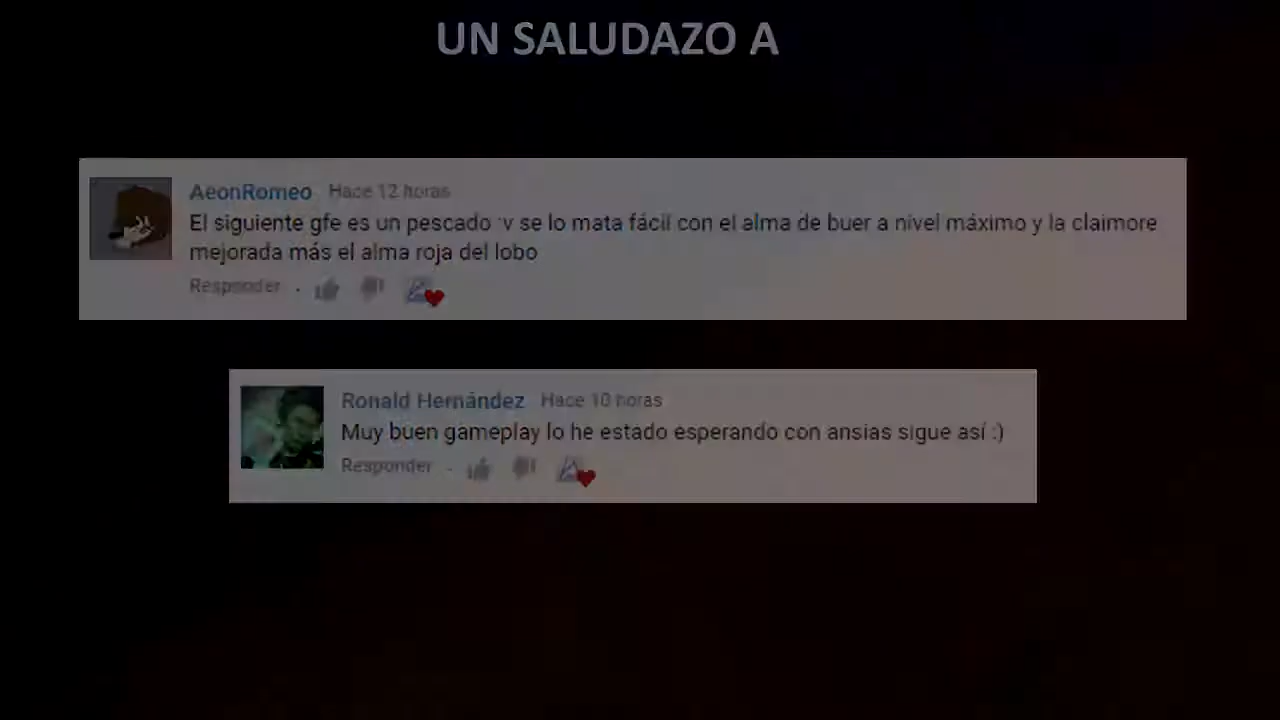 UN SALUDAZO A
AeonRomeo Hace 12 horas
El siguiente gfe es un pescado :v se lo mata fácil con el alma de buer a nivel máximo y la claimore
mejorada más el alma roja del lobo
Responder ·
Ronald Hernández Hace 10 horas
Muy buen gameplay lo he estado esperando con ansias sigue así :)
Responder ·